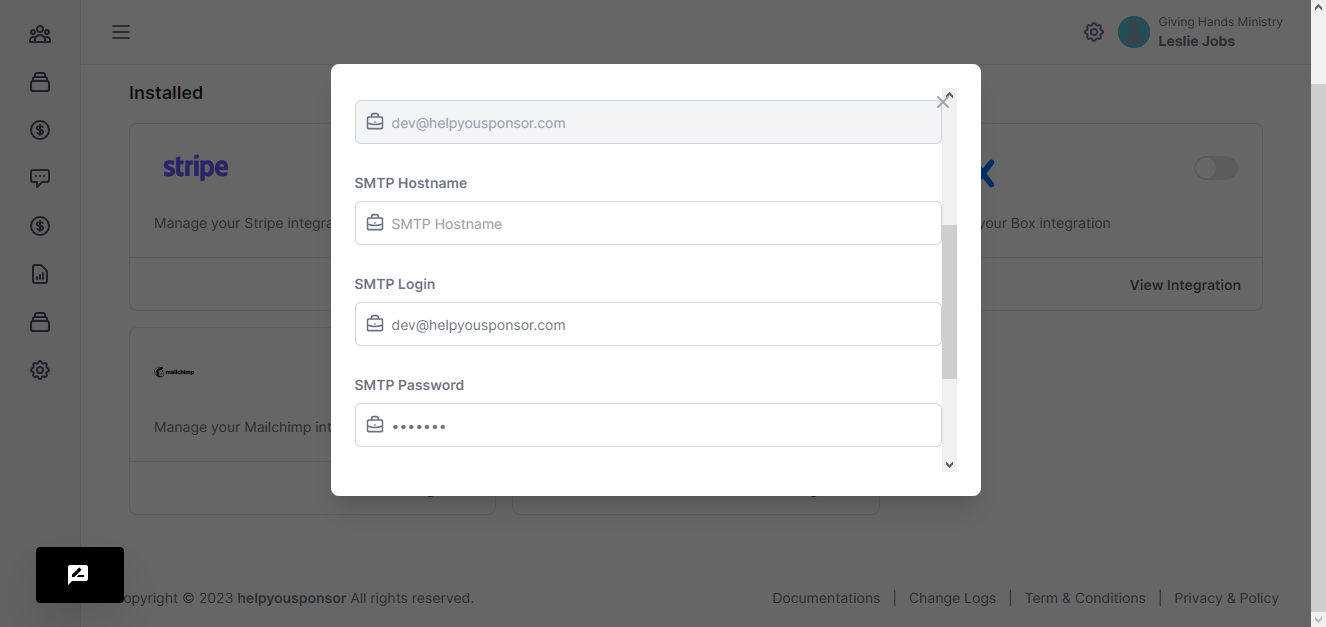 Giving Hands Ministry
Leslie Jobs
Installed
dev@helpyousponsor.com
stripe
SMTP Hostname
Manage your Stripe integra
SMTP Hostname
your Box integration
SMTP Login
View Integration
dev@helpyousponsor.com
mailchimp
SMTP Password
Manage your Mailchimp int
•••••••
opyright © 2023 helpyousponsor All rights reserved.
Documentations | Change Logs | Term & Conditions | Privacy & Policy